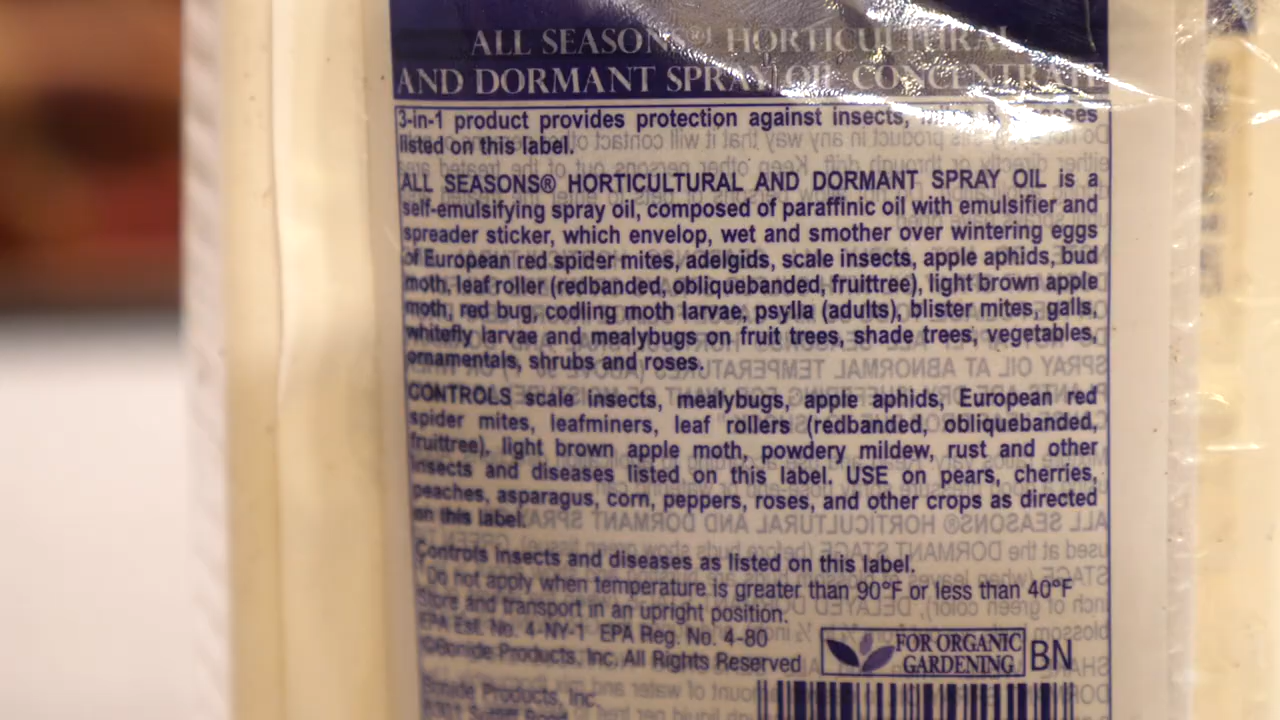 ALL SEASONS® HORTICULTURAL
AND DORMANT SPRAY OIL CONCENTRATE
3-in-1 product provides protection against insects,
listed on this label.
ALL SEASONS® HORTICULTURAL AND DORMANT SPRAY OIL is a
self-emulsifying spray oil, composed of paraffinic oil with emulsifier and
spreader sticker, which envelop, wet and smother over wintering eggs
of European red spider mites, adelgids, scale insects, apple aphids, bud
moth, leaf roller (redbanded, obliquebanded, fruittree), light brown apple
moth, red bug, codling moth larvae, psylla (adults), blister mites, galls,
whitefly larvae and mealybugs on fruit trees, shade trees, vegetables,
ornamentals, shrubs and roses.
CONTROLS scale insects, mealybugs, apple aphids, European red
spider mites, leafminers, leaf rollers (redbanded, obliquebanded,
fruittree), light brown apple moth, powdery mildew, rust and other
insects and diseases listed on this label. USE on pears, cherries,
peaches, asparagus, corn, peppers, roses, and other crops as directed
on this label.
Controls insects and diseases as listed on this label.
Do not apply when temperature is greater than 90°F or less than 40°F
Store and transport in an upright position.
EPA Est. No. 4-NY-1 EPA Reg. No. 4-80
©Bonide Products, Inc. All Rights Reserved
FOR ORGANIC
GARDENING
BN
Bonide Products, Inc